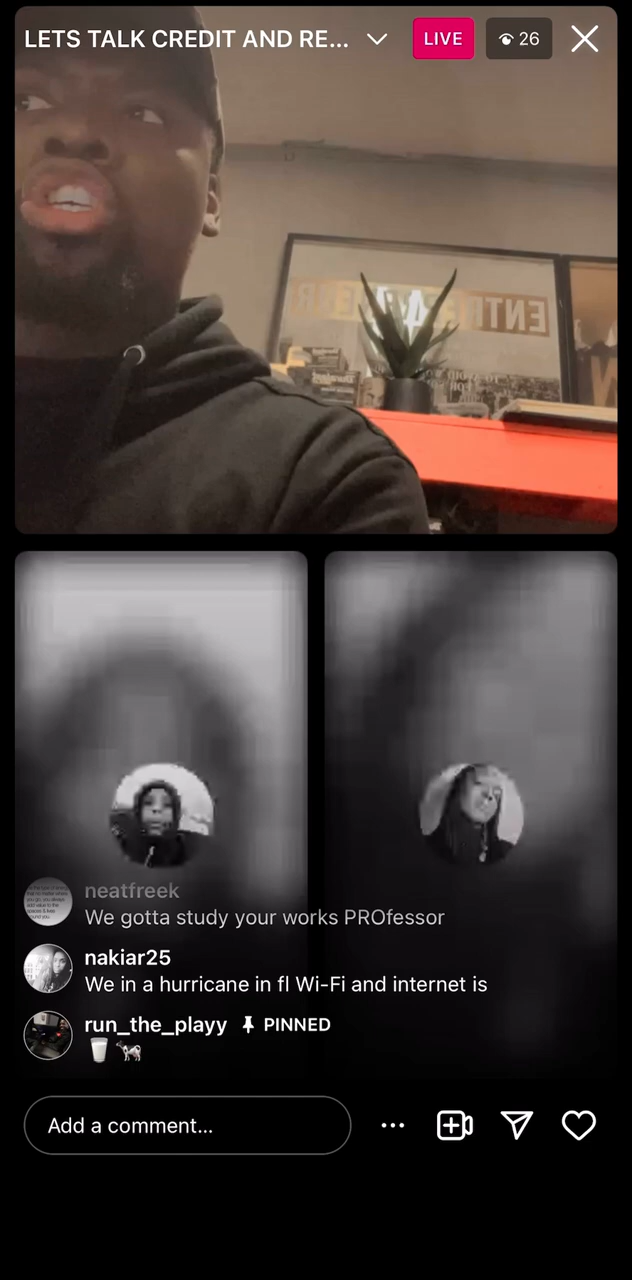 LETS TALK CREDIT AND RE...
LIVE
26
ENTRE
neatfreek
We gotta study your works PROfessor
nakiar25
We in a hurricane in fl Wi-Fi and internet is
run_the_playy PINNED
Add a comment...